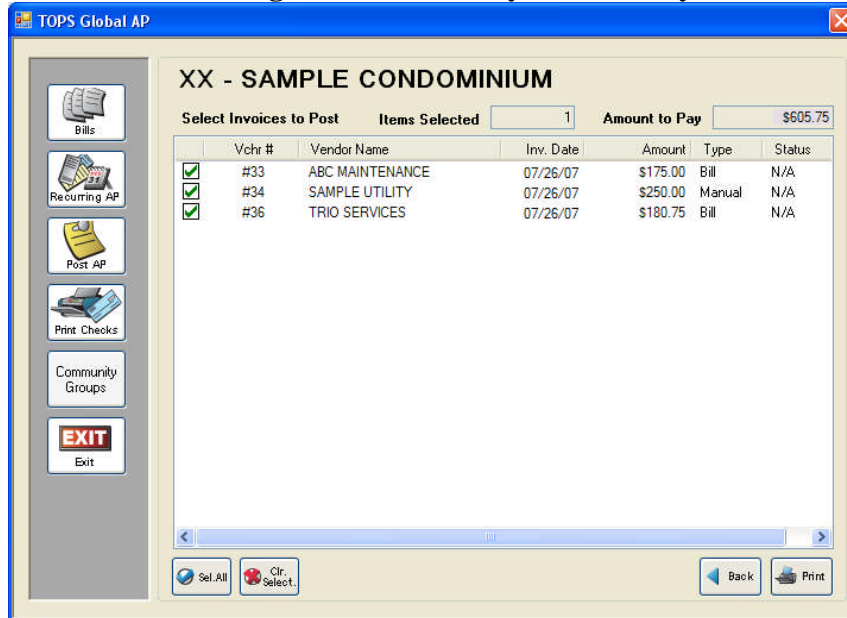 TOPS Global AP
XX - SAMPLE CONDOMINIUM
Select Invoices to Post Items Selected 1 Amount to Pay $605.75
Vchr # Vendor Name Inv. Date Amount Type Status
#33 ABC MAINTENANCE 07/26/07 $175.00 Bill N/A
#34 SAMPLE UTILITY 07/26/07 $250.00 Manual N/A
#36 TRIO SERVICES 07/26/07 $180.75 Bill N/A
Bills
31
Recurring AP
Post AP
Print Checks
Community
Groups
EXIT
Exit
Sel.All
Clr.
Select.
Back
Print